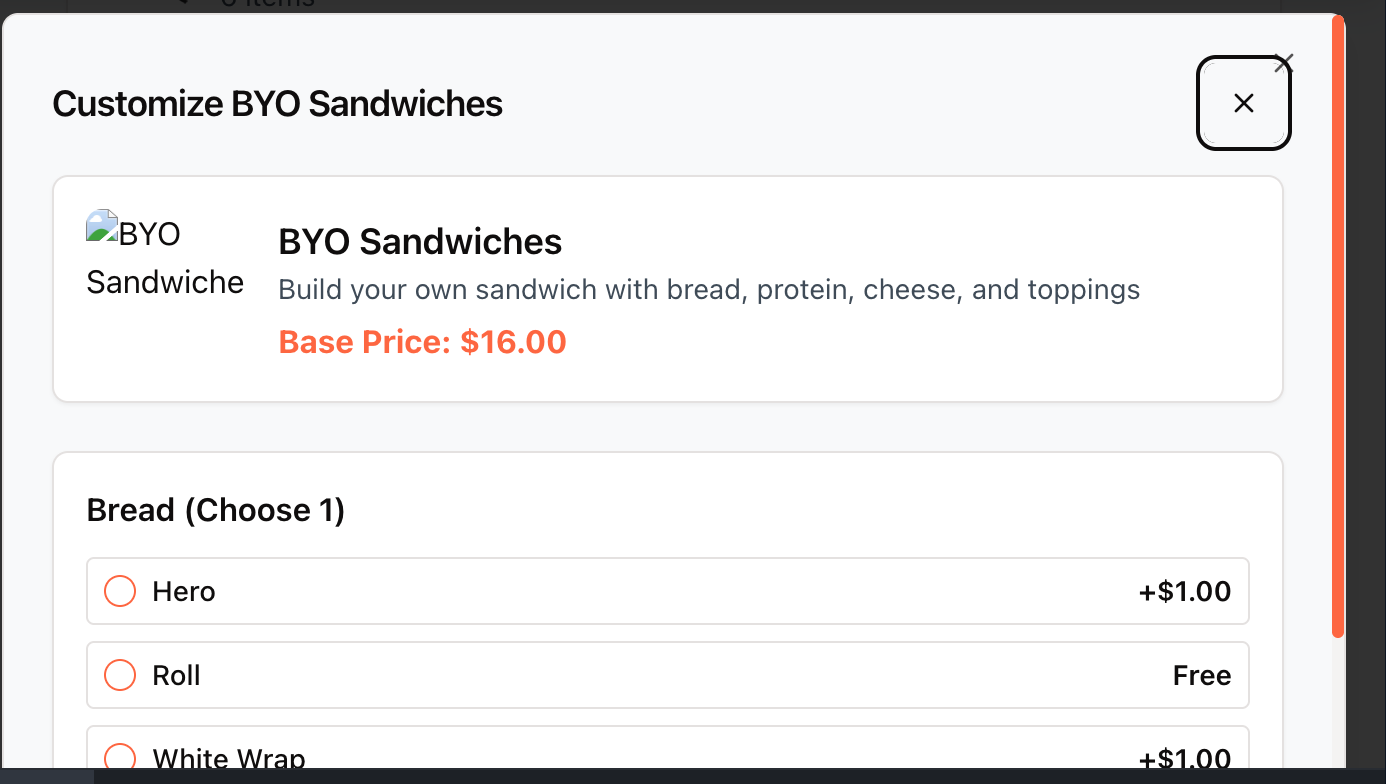 0 items
Customize BYO Sandwiches
BYO
Sandwiche
BYO Sandwiches
Build your own sandwich with bread, protein, cheese, and toppings
Base Price: $16.00
Bread (Choose 1)
Hero +$1.00
Roll Free
White Wrap +$1.00